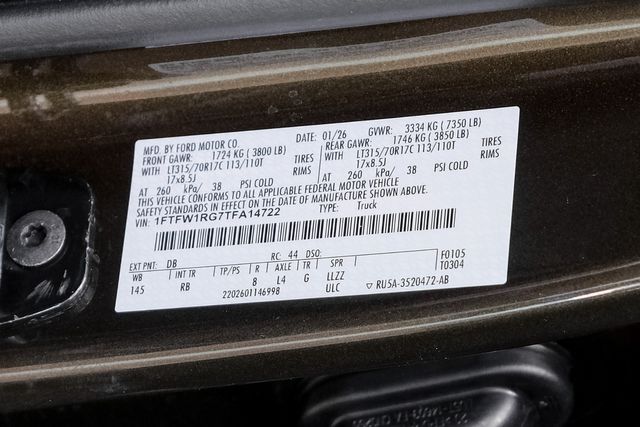 MFD. BY FORD MOTOR CO. DATE: 01/26 GVWR: 3334 KG (7350 LB)
FRONT GAWR: 1724 KG (3800 LB) REAR GAWR: 1746 KG (3850 LB)
WITH LT315/70R17C 113/110T TIRES WITH LT315/70R17C 113/110T TIRES
17x8.5J RIMS 17x8.5J RIMS
AT 260 kPa/ 38 PSI COLD AT 260 kPa/ 38 PSI COLD
THIS VEHICLE CONFORMS TO ALL APPLICABLE FEDERAL MOTOR VEHICLE
SAFETY STANDARDS IN EFFECT ON THE DATE OF MANUFACTURE SHOWN ABOVE.
VIN: 1FTFW1RG7TFA14722 TYPE: Truck
EXT PNT: DB RC: 44 DSO: F0105
WB INT TR TP/PS R AXLE TR SPR T0304
145 RB 8 L4 G LLZZ
2202601146998 ULC ▽ RU5A-3520472-AB